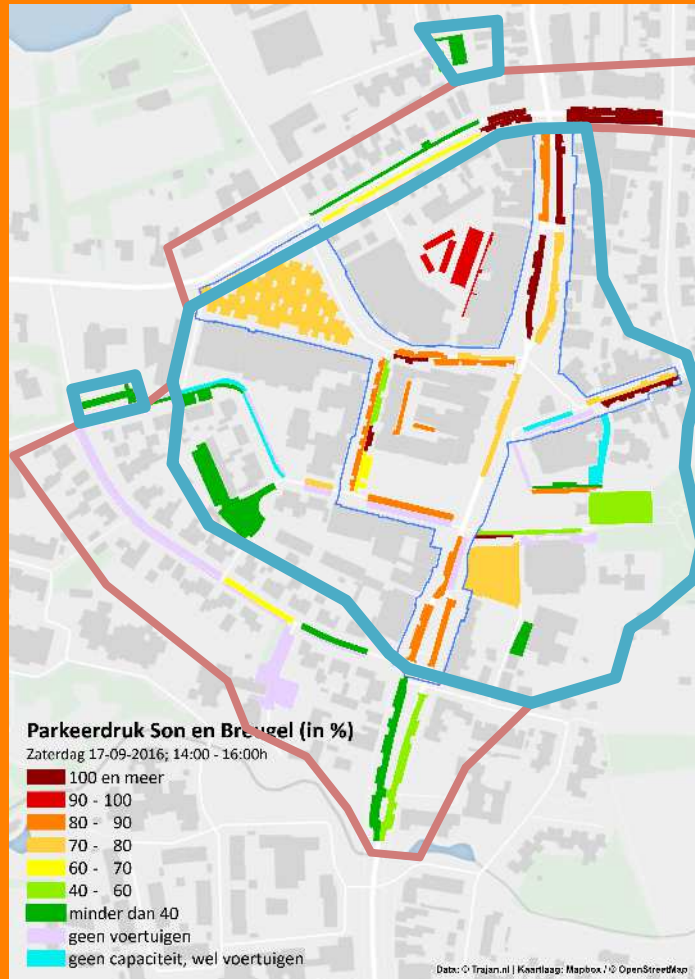 Parkeerdruk Son en Breugel (in %)
Zaterdag 17-09-2016; 14:00 - 16:00h
100 en meer
90 - 100
80 - 90
70 - 80
60 - 70
40 - 60
minder dan 40
geen voertuigen
geen capaciteit, wel voertuigen
Data: © Trajan.nl | Kaartlaag: Mapbox / © OpenStreetMap